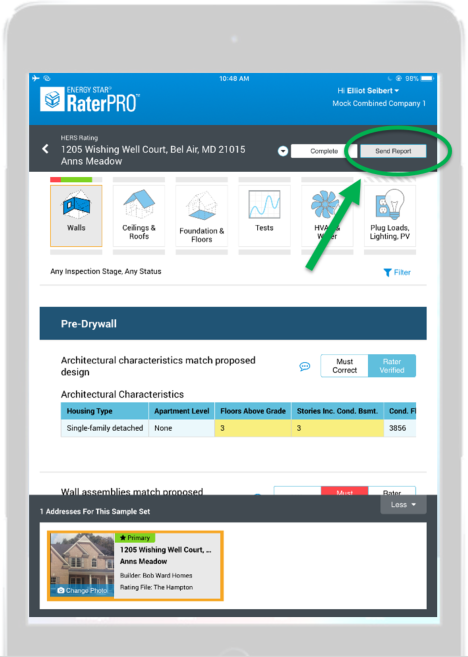 10:48 AM
98%
ENERGY STAR®
RaterPRO™
Hi Elliot Seibert
Mock Combined Company 1
HERS Rating
1205 Wishing Well Court, Bel Air, MD 21015
Anns Meadow
Complete
Send Report
Walls
Ceilings &
Roofs
Foundation &
Floors
Tests
Plug Loads,
Lighting, PV
Any Inspection Stage, Any Status
Filter
Pre-Drywall
Architectural characteristics match proposed
design
Must
Correct
Rater
Verified
Architectural Characteristics
Housing Type Apartment Level Floors Above Grade Stories Inc. Cond. Bsmt. Cond. Fl
Single-family detached None 3 3 3856
Wall assemblies match proposed
Must
Rater
Less
1 Addresses For This Sample Set
Primary
1205 Wishing Well Court, ...
Anns Meadow
Builder: Bob Ward Homes
Rating File: The Hampton
Change Photo